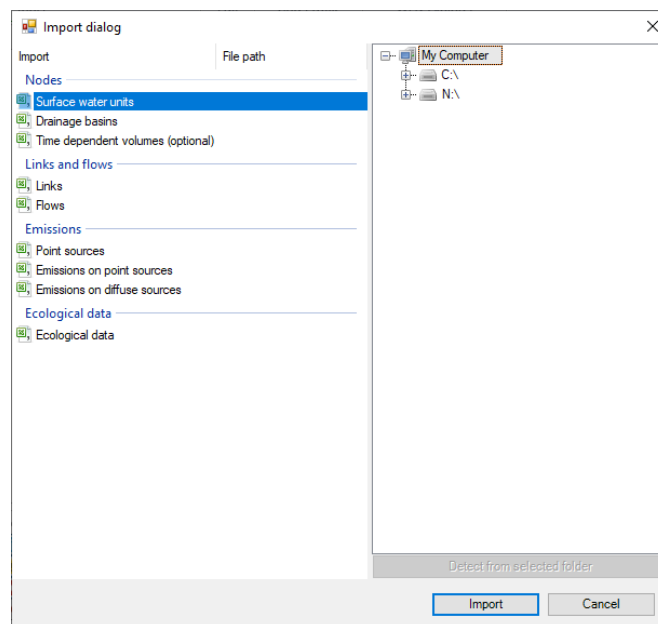 Import dialog
Import File path
Nodes
Surface water units
Drainage basins
Time dependent volumes (optional)
Links and flows
Links
Flows
Emissions
Point sources
Emissions on point sources
Emissions on diffuse sources
Ecological data
Ecological data
My Computer
C:\
N:\
Detect from selected folder
Import Cancel